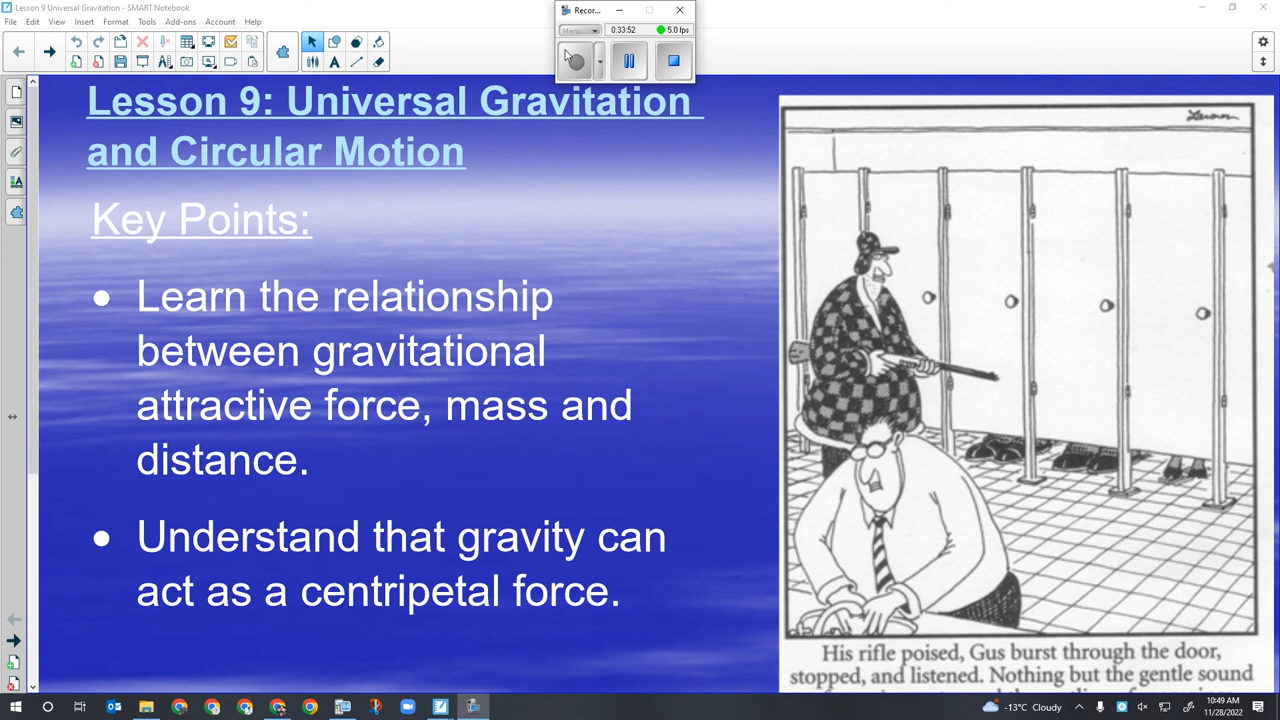 Lesson 9 Universal Gravitation - SMART Notebook
File Edit View Insert Format Tools Add-ons Account Help
Recor...
Menu
0:33:52
5.0 fps
Lesson 9: Universal Gravitation
and Circular Motion
Key Points:
• Learn the relationship
between gravitational
attractive force, mass and
distance.
• Understand that gravity can
act as a centripetal force.
Larson
His rifle poised, Gus burst through the door,
stopped, and listened. Nothing but the gentle sound
-13°C Cloudy
10:49 AM
11/28/2022